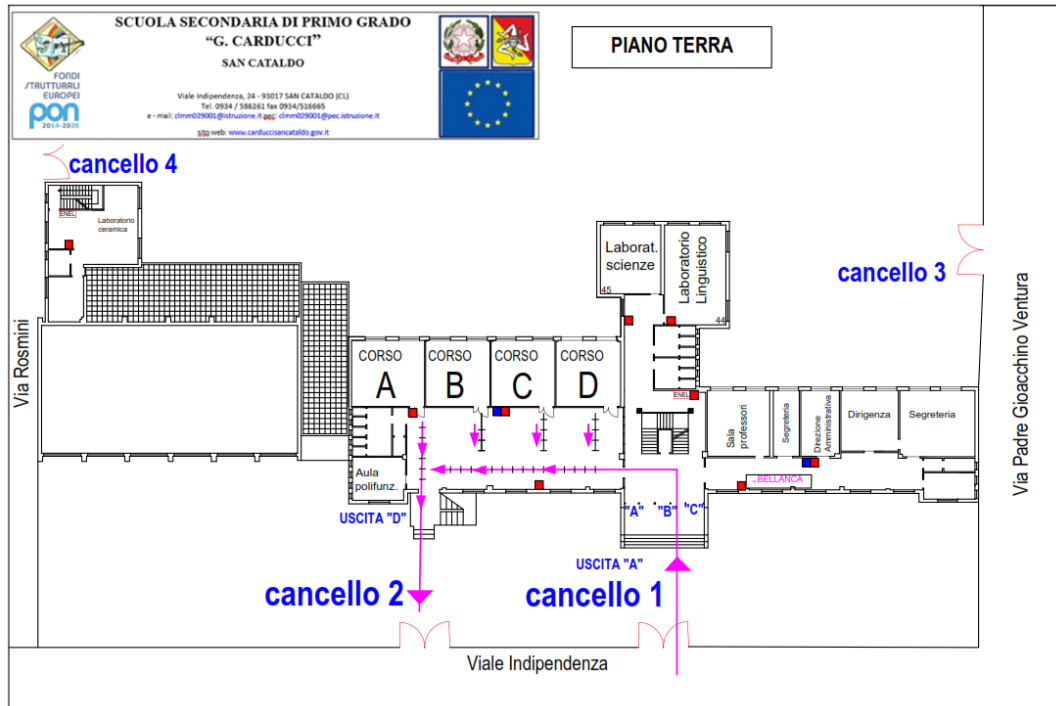 SCUOLA SECONDARIA DI PRIMO GRADO
“G. CARDUCCI”
SAN CATALDO
Viale Indipendenza, 24 - 93017 SAN CATALDO (CL)
Tel. 0934 / 586261 fax 0934/516665
e - mail: clmm029001@istruzione.it pec: clmm029001@pec.istruzione.it
sito web: www.carduccisancataldo.gov.it
FONDI
STRUTTURALI
EUROPEI
pon
2014-2020
PIANO TERRA
cancello 4
ENEL
Laboratorio
ceramica
Laborat.
scienze
45
Laboratorio
Linguistico
44
cancello 3
Via Rosmini
Via Padre Gioacchino Ventura
CORSO
A
CORSO
B
CORSO
C
CORSO
D
ENEL
Sala
professori
Segreteria
Direzione
Amministrativa
Dirigenza
Segreteria
Aula
polifunz.
BELLANCA
USCITA "D"
"A"
"B"
"C"
USCITA "A"
cancello 2
cancello 1
Viale Indipendenza